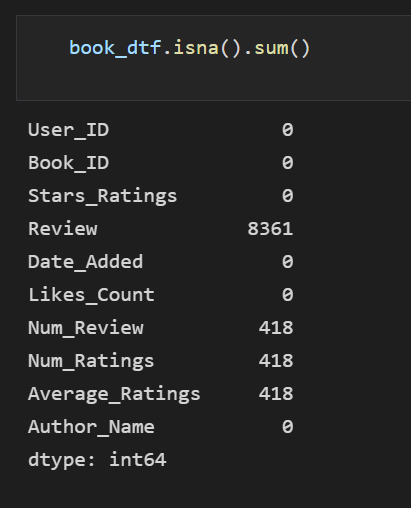 book_dtf.isna().sum()
User_ID 0
Book_ID 0
Stars_Ratings 0
Review 8361
Date_Added 0
Likes_Count 0
Num_Review 418
Num_Ratings 418
Average_Ratings 418
Author_Name 0
dtype: int64